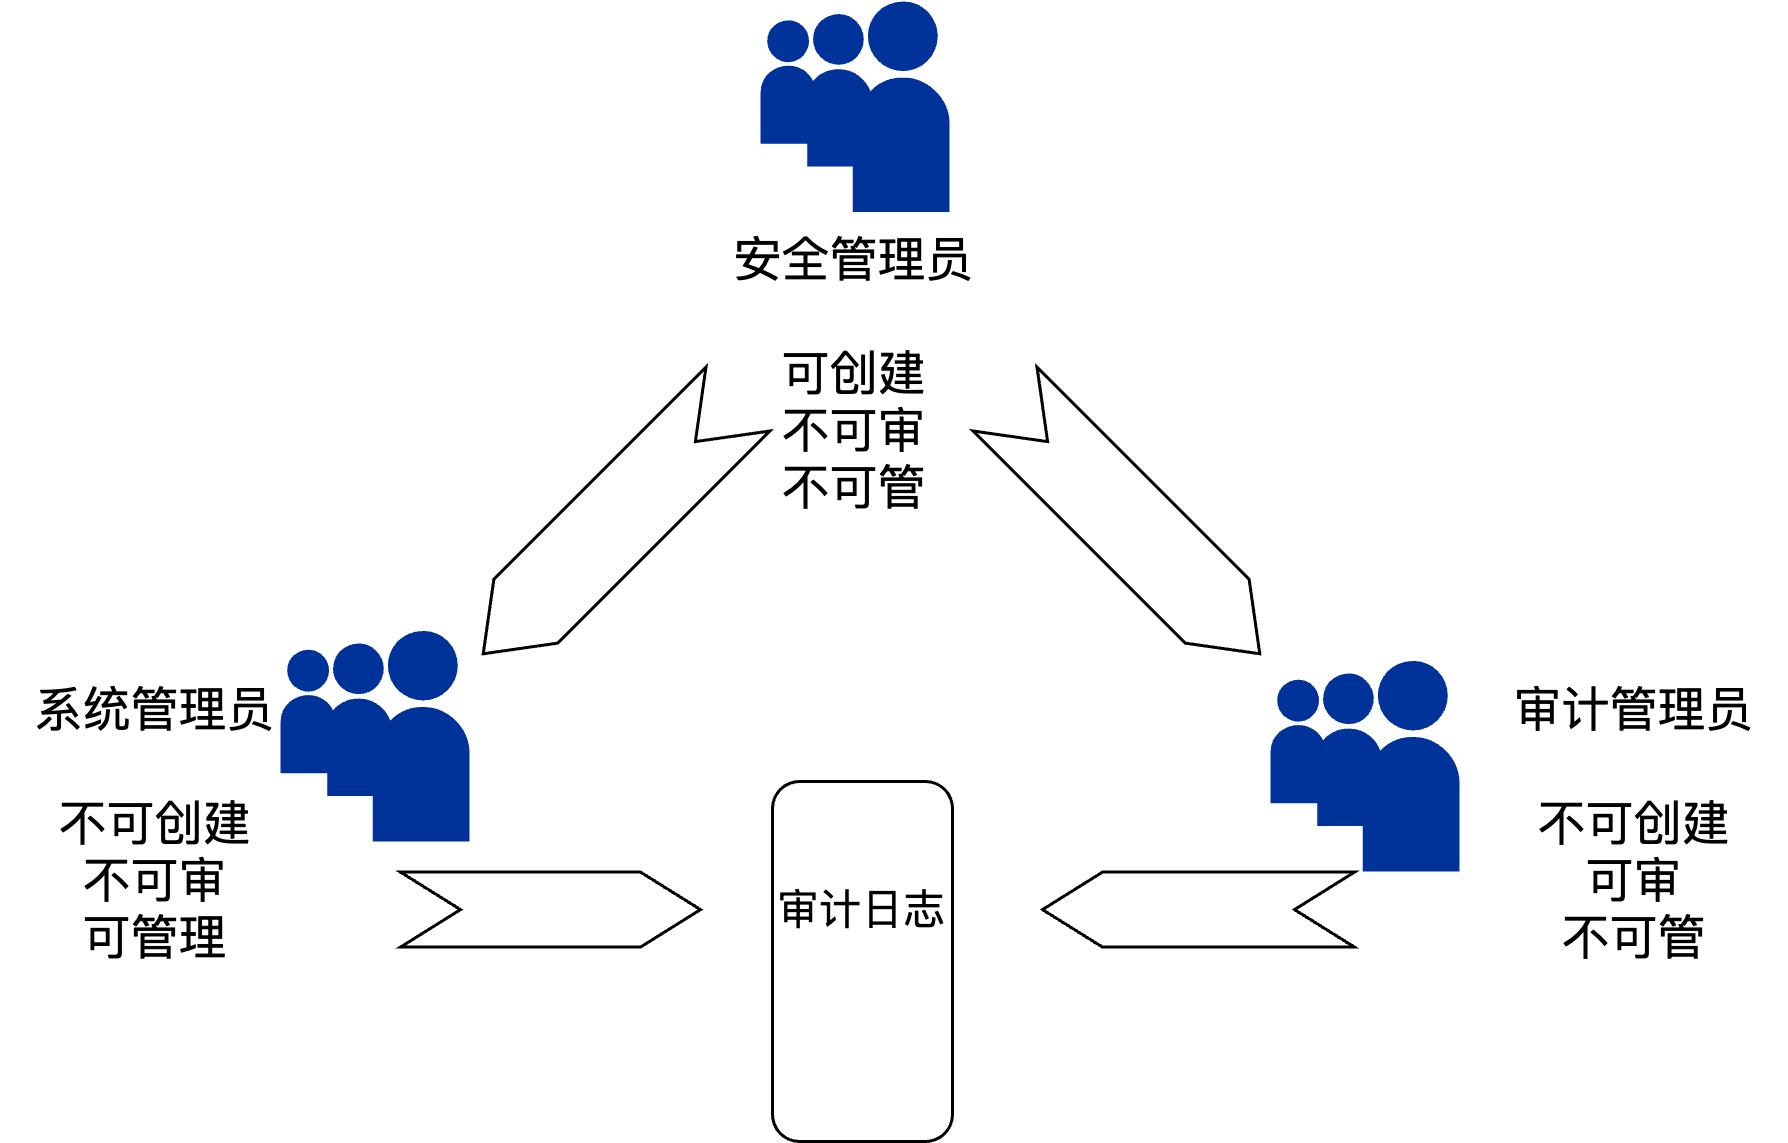 安全管理员
可创建
不可审
不可管
系统管理员
不可创建
不可审
可管理
审计日志
审计管理员
不可创建
可审
不可管